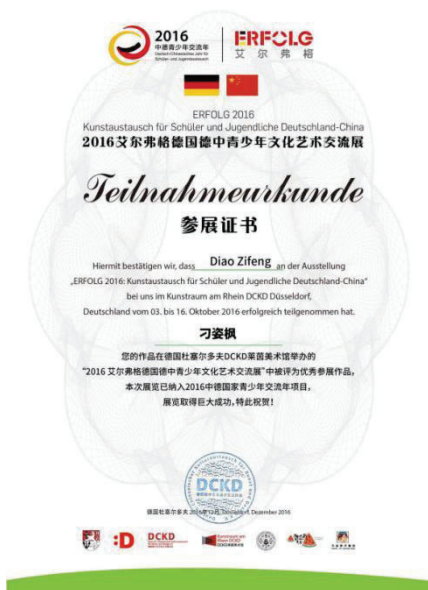 2016
中德青少年交流年
Deutsch-Chinesisches Jahr für
Schüler- und Jugendaustausch
ERFOLG
艾尔弗格
ERFOLG 2016
Kunstaustausch für Schüler und Jugendliche Deutschland-China
2016艾尔弗格德国德中青少年文化艺术交流展
Teilnahmeurkunde
参展证书
Hiermit bestätigen wir, dass Diao Zifeng an der Ausstellung
„ERFOLG 2016: Kunstaustausch für Schüler und Jugendliche Deutschland-China“
bei uns im Kunstraum am Rhein DCKD Düsseldorf,
Deutschland vom 03. bis 16. Oktober 2016 erfolgreich teilgenommen hat.
刁姿枫
您的作品在德国杜塞尔多夫DCKD莱茵美术馆举办的
“2016 艾尔弗格德国德中青少年文化艺术交流展”中被评为优秀参展作品,
本次展览已纳入2016中德国家青少年交流年项目,
展览取得巨大成功,特此祝贺!
DCKD
德国杜塞尔多夫 2016年12月 Düsseldorf, Dezember 2016
:D
DCKD
Kunstraum am
Rhein DCKD